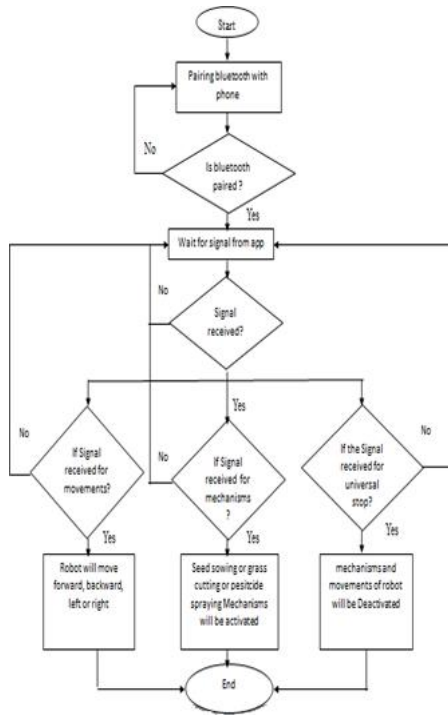 Start
Pairing bluetooth with
phone
No
Is bluetooth
paired ?
Yes
Wait for signal from app
No
Signal
received?
Yes
No
If Signal
received for
movements?
Yes
No
If Signal
received for
mechanisms
?
Yes
No
If the Signal
received for
universal
stop?
Yes
Robot will move
forward, backward,
left or right
Seed sowing or grass
cutting or pesitcide
spraying Mechanisms
will be activated
mechanisms and
movements of robot
will be Deactivated
End